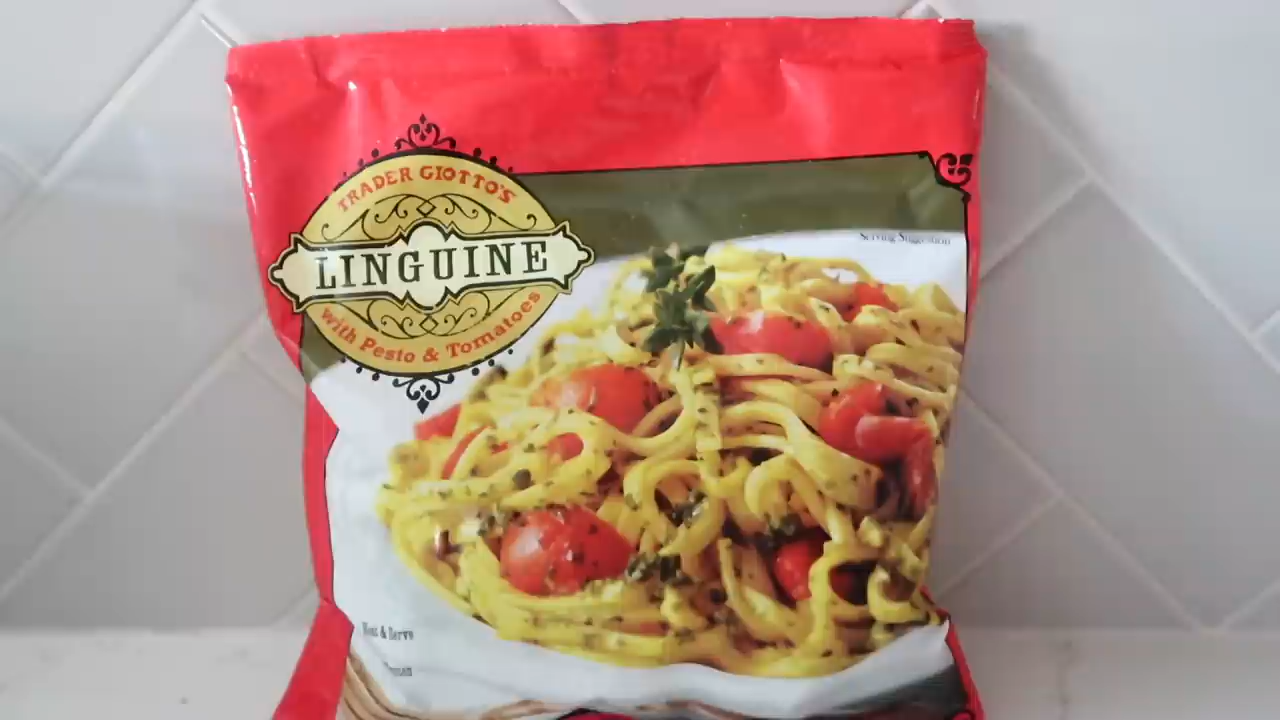 TRADER GIOTTO'S
LINGUINE
with Pesto & Tomatoes
Serving Suggestion
Heat & Serve